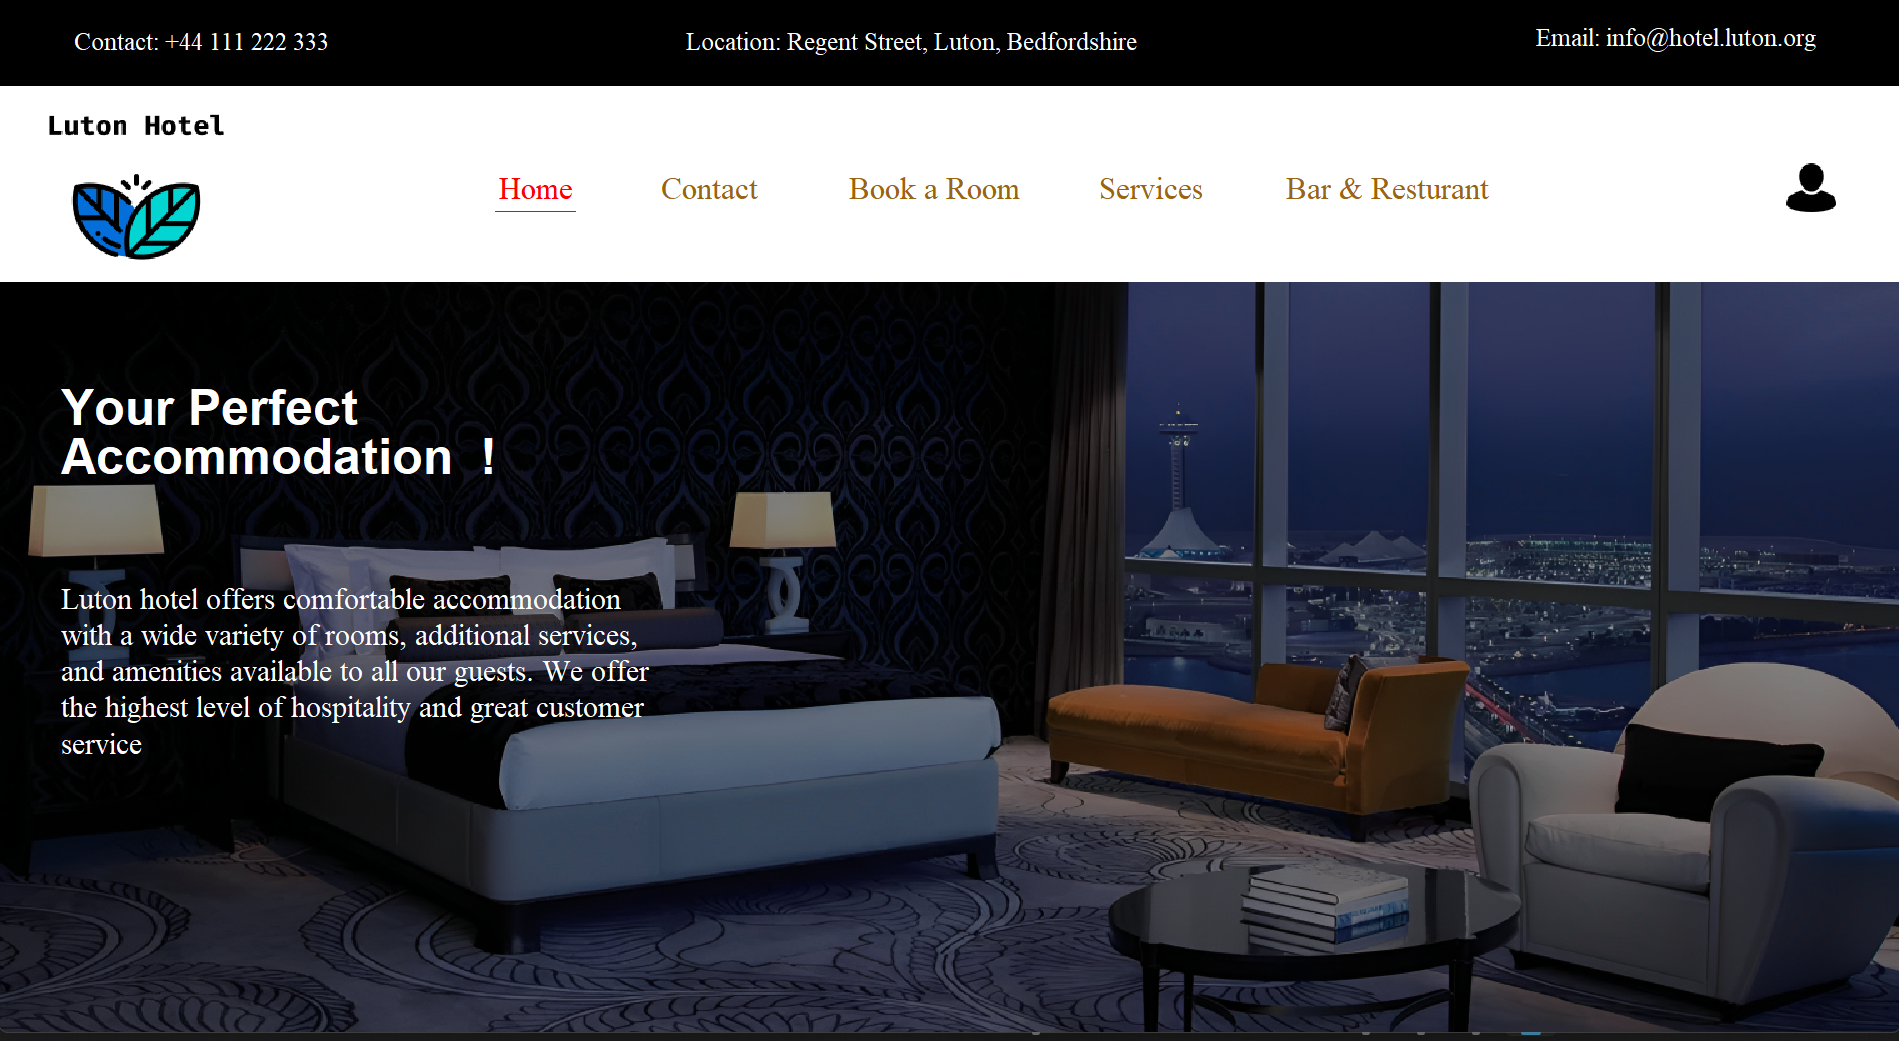 Contact: +44 111 222 333
Location: Regent Street, Luton, Bedfordshire
Email: info@hotel.luton.org
Luton Hotel
Home
Contact
Book a Room
Services
Bar & Resturant
Your Perfect
Accommodation !
Luton hotel offers comfortable accommodation
with a wide variety of rooms, additional services,
and amenities available to all our guests. We offer
the highest level of hospitality and great customer
service